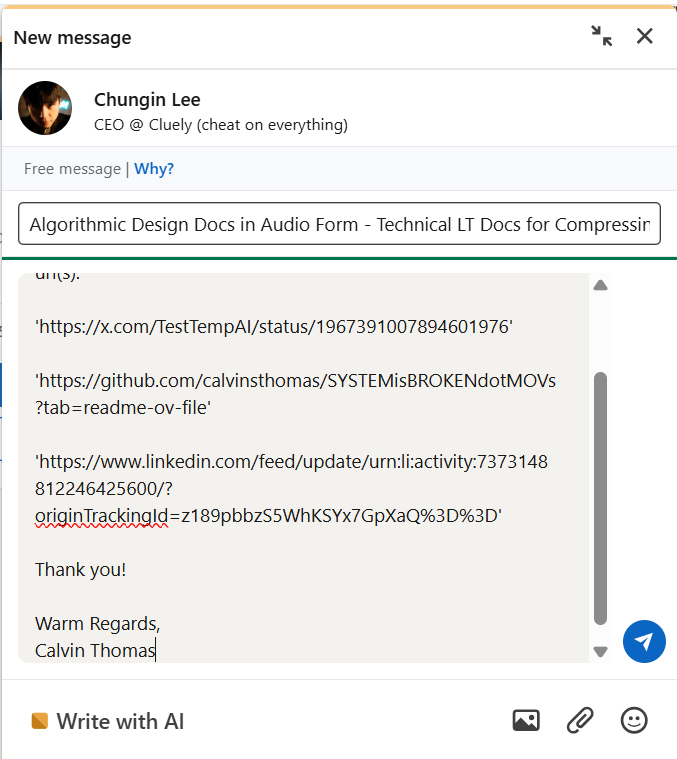 New message
Chungin Lee
CEO @ Cluely (cheat on everything)
Free message | Why?
Algorithmic Design Docs in Audio Form - Technical LT Docs for Compressin
url(s):
'https://x.com/TestTempAI/status/1967391007894601976'
'https://github.com/calvinsthomas/SYSTEMisBROKENdotMOVs
?tab=readme-ov-file'
'https://www.linkedin.com/feed/update/urn:li:activity:7373148
812246425600/?
originTrackingId=z189pbbzS5WhKSYx7GpXaQ%3D%3D'
Thank you!
Warm Regards,
Calvin Thomas
Write with AI